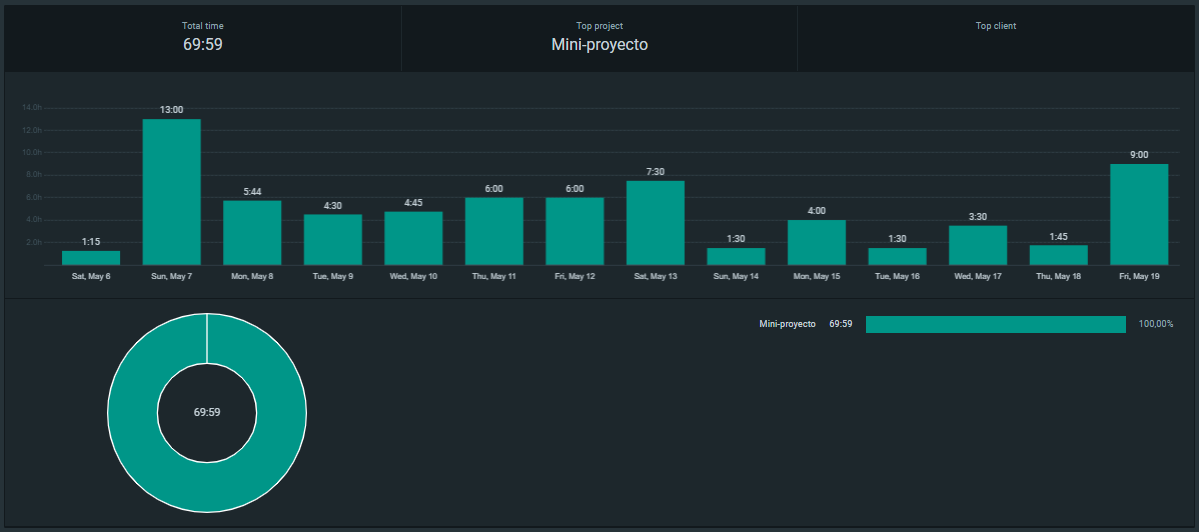 Total time
69:59
Top project
Mini-proyecto
Top client
14.0h
12.0h
10.0h
8.0h
6.0h
4.0h
2.0h
1:15
13:00
5:44
4:30
4:45
6:00
6:00
7:30
1:30
4:00
1:30
3:30
1:45
9:00
Sat, May 6
Sun, May 7
Mon, May 8
Tue, May 9
Wed, May 10
Thu, May 11
Fri, May 12
Sat, May 13
Sun, May 14
Mon, May 15
Tue, May 16
Wed, May 17
Thu, May 18
Fri, May 19
69:59
Mini-proyecto 69:59 100,00%